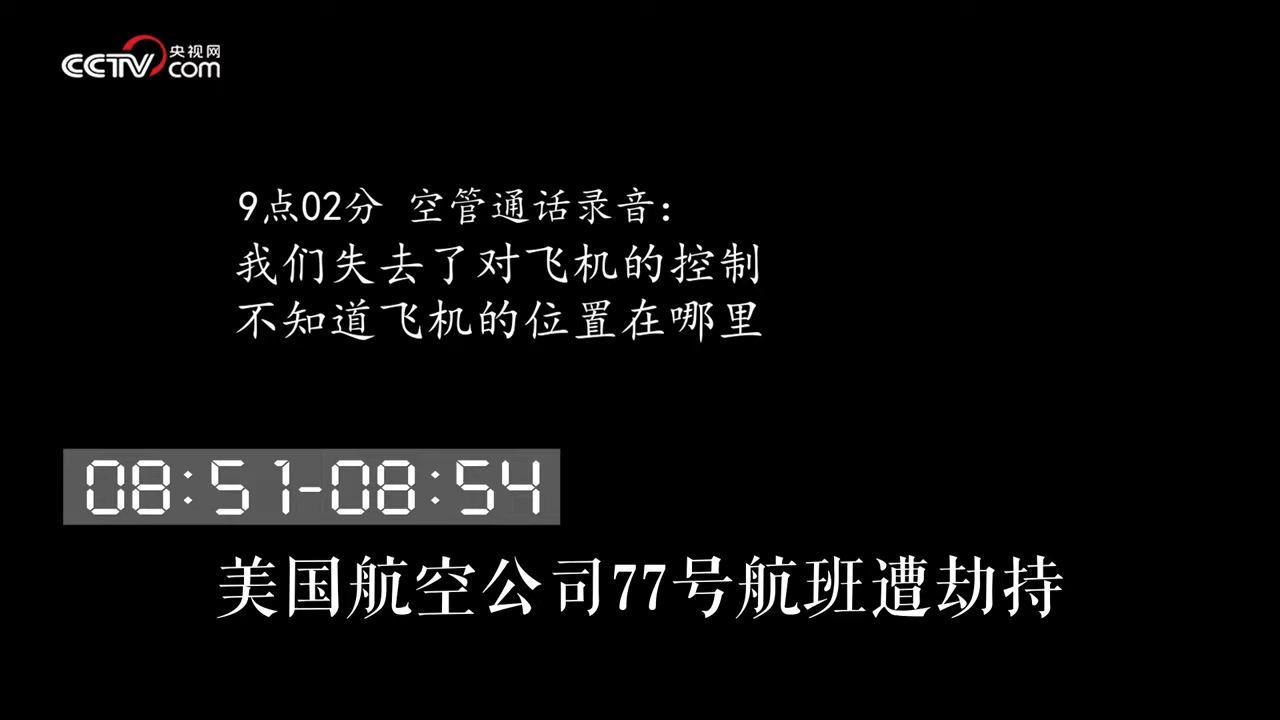 CCTV 央视网
com
9点02分 空管通话录音:
我们失去了对飞机的控制
不知道飞机的位置在哪里
08:51-08:54
美国航空公司77号航班遭劫持